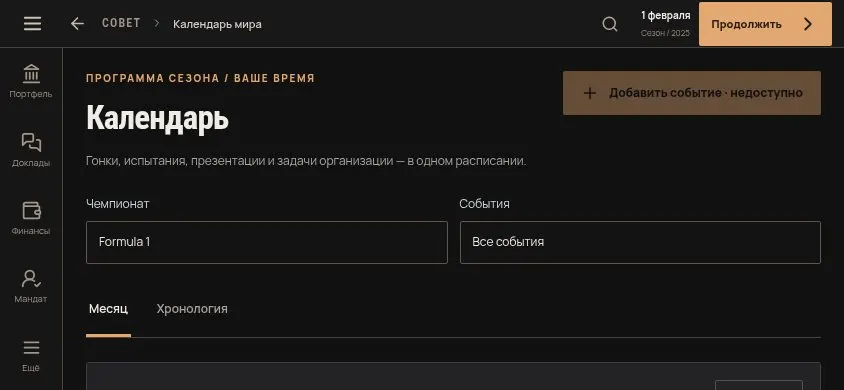 СОВЕТ
Календарь мира
1 февраля
Сезон / 2025
Продолжить
Портфель
Доклады
Финансы
Мандат
Ещё
ПРОГРАММА СЕЗОНА / ВАШЕ ВРЕМЯ
Добавить событие · недоступно
Календарь
Гонки, испытания, презентации и задачи организации — в одном расписании.
Чемпионат
События
Formula 1
Все события
Месяц
Хронология